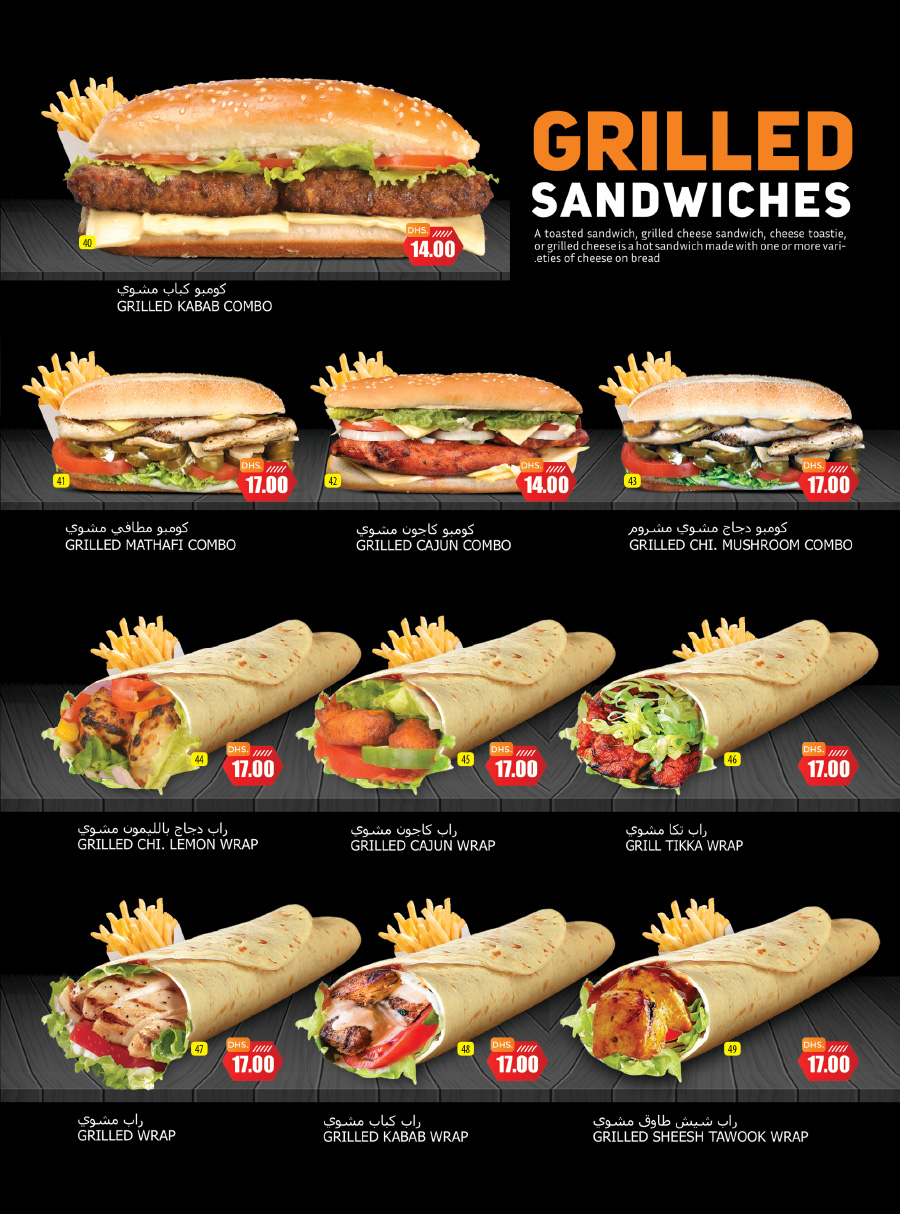 GRILLED
SANDWICHES
A toasted sandwich, grilled cheese sandwich, cheese toastie,
or grilled cheese is a hot sandwich made with one or more vari-
.eties of cheese on bread
40
DHS.
14.00
كومبو كباب مشوي
GRILLED KABAB COMBO
41
DHS.
17.00
كومبو مطافي مشوي
GRILLED MATHAFI COMBO
42
DHS.
14.00
كومبو كاجون مشوي
GRILLED CAJUN COMBO
43
DHS.
17.00
كومبو دجاج مشوي مشروم
GRILLED CHI. MUSHROOM COMBO
44
DHS.
17.00
راب دجاج بالليمون مشوي
GRILLED CHI. LEMON WRAP
45
DHS.
17.00
راب كاجون مشوي
GRILLED CAJUN WRAP
46
DHS.
17.00
راب تكا مشوي
GRILL TIKKA WRAP
47
DHS.
17.00
راب مشوي
GRILLED WRAP
48
DHS.
17.00
راب كباب مشوي
GRILLED KABAB WRAP
49
DHS.
17.00
راب شيش طاوق مشوي
GRILLED SHEESH TAWOOK WRAP